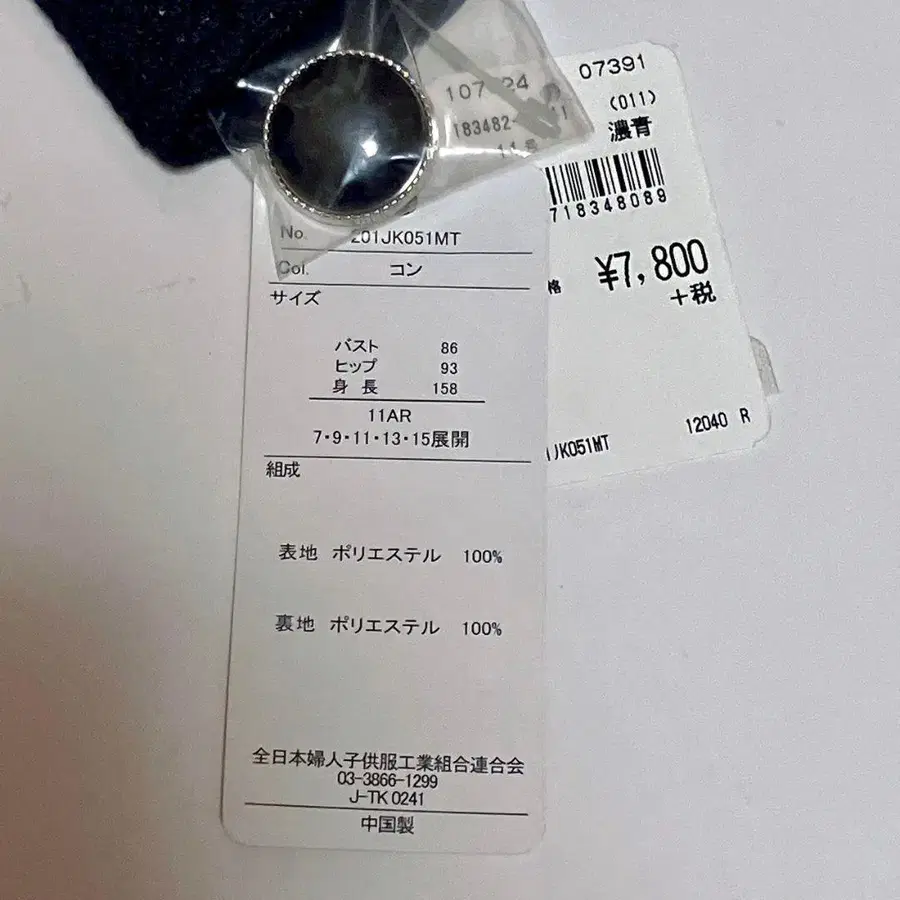 No. 201JK051MT
Col. コン
サイズ
バスト 86
ヒップ 93
身長 158
11AR
7・9・11・13・15展開
組成
表地 ポリエステル 100%
裏地 ポリエステル 100%
全日本婦人子供服工業組合連合会
03-3866-1299
J-TK 0241
中国製
07391
(011)
濃青
718348089
格 ¥7,800
+税
JK051MT 12040 R